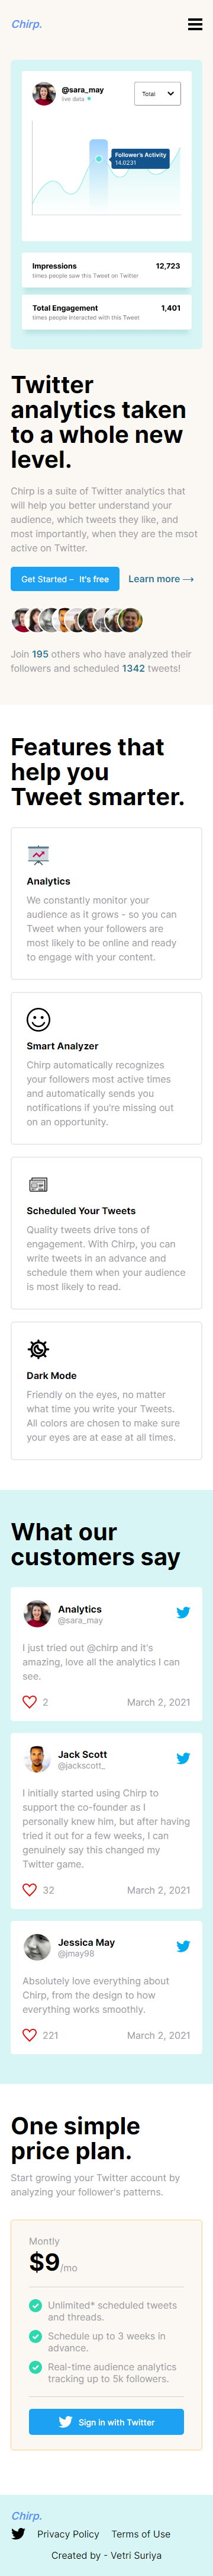 Chirp.
@sara_may
live data
Total
Follower's Activity
14.0231
Impressions 12,723
times people saw this Tweet on Twitter
Total Engagement 1,401
times people interacted with this Tweet
Twitter
analytics taken
to a whole new
level.
Chirp is a suite of Twitter analytics that
will help you better understand your
audience, which tweets they like, and
most importantly, when they are the msot
active on Twitter.
Get Started – It's free Learn more →
Join 195 others who have analyzed their
followers and scheduled 1342 tweets!
Features that
help you
Tweet smarter.
Analytics
We constantly monitor your
audience as it grows - so you can
Tweet when your followers are
most likely to be online and ready
to engage with your content.
Smart Analyzer
Chirp automatically recognizes
your followers most active times
and automatically sends you
notifications if you're missing out
on an opportunity.
Scheduled Your Tweets
Quality tweets drive tons of
engagement. With Chirp, you can
write tweets in an advance and
schedule them when your audience
is most likely to read.
Dark Mode
Friendly on the eyes, no matter
what time you write your Tweets.
All colors are chosen to make sure
your eyes are at ease at all times.
What our
customers say
Analytics
@sara_may
I just tried out @chirp and it's
amazing, love all the analytics I can
see.
2 March 2, 2021
Jack Scott
@jackscott_
I initially started using Chirp to
support the co-founder as I
personally knew him, but after having
tried it out for a few weeks, I can
genuinely say this changed my
Twitter game.
32 March 2, 2021
Jessica May
@jmay98
Absolutely love everything about
Chirp, from the design to how
everything works smoothly.
221 March 2, 2021
One simple
price plan.
Start growing your Twitter account by
analyzing your follower's patterns.
Montly
$9/mo
Unlimited* scheduled tweets
and threads.
Schedule up to 3 weeks in
advance.
Real-time audience analytics
tracking up to 5k followers.
Sign in with Twitter
Chirp.
Privacy Policy Terms of Use
Created by - Vetri Suriya